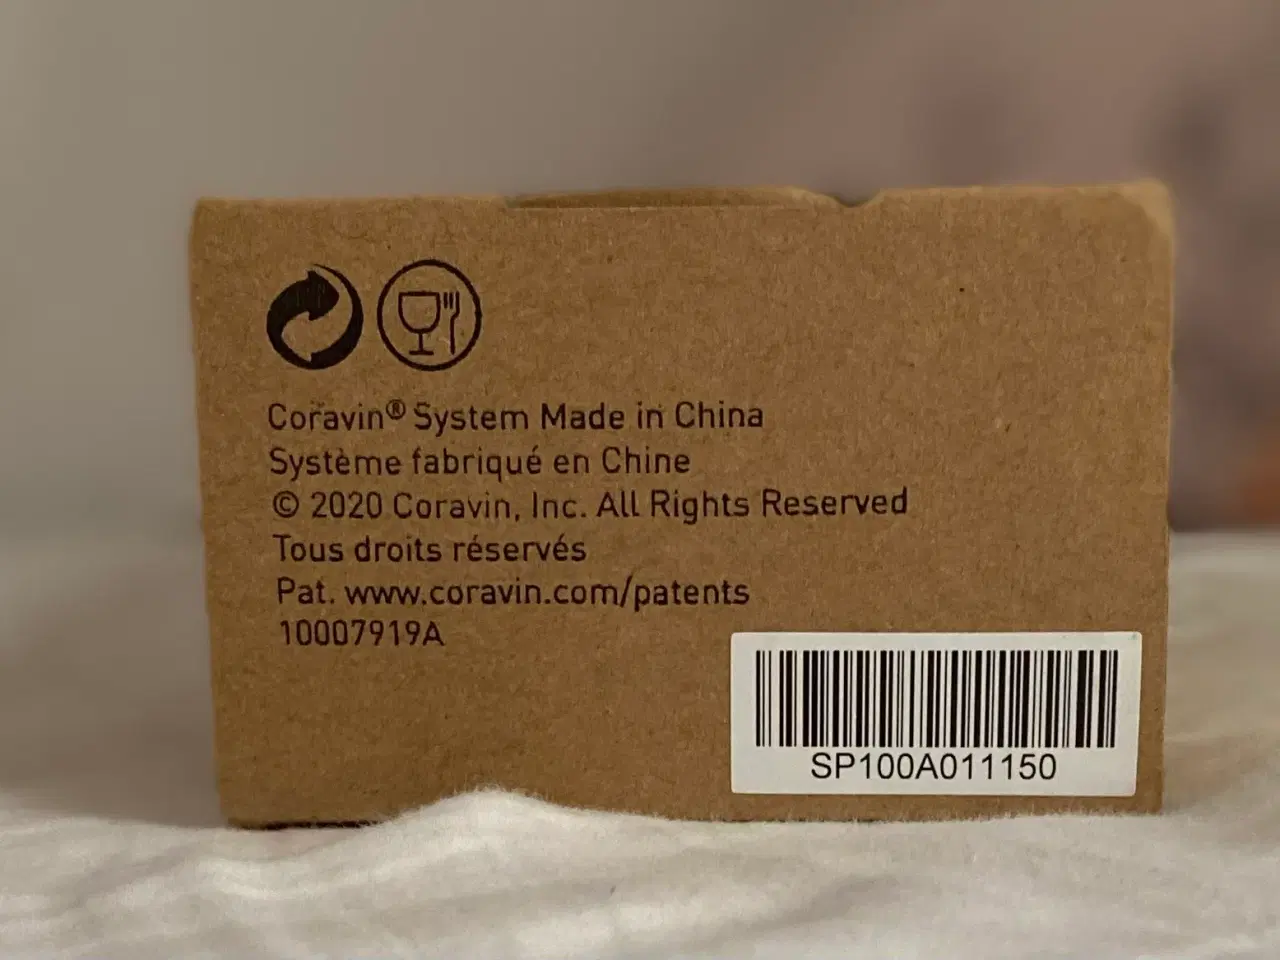 Coravin® System Made in China
Système fabriqué en Chine
© 2020 Coravin, Inc. All Rights Reserved
Tous droits réservés
Pat. www.coravin.com/patents
10007919A
SP100A011150